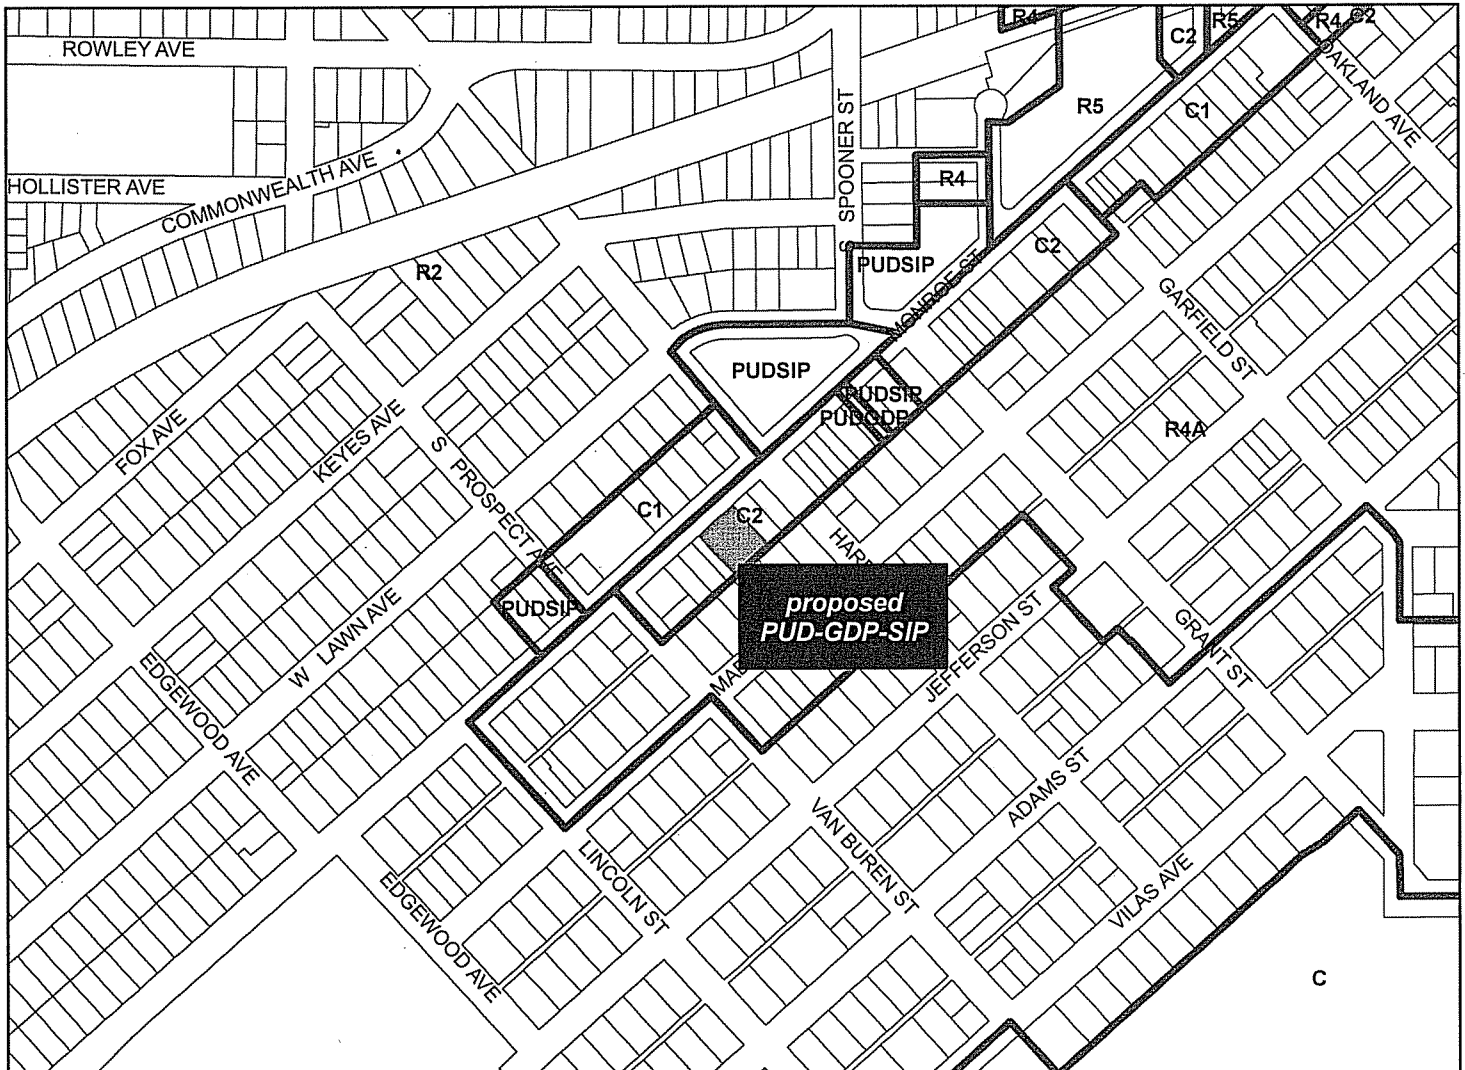 R4
C2
R5
R4
C2
ROWLEY AVE
OAKLAND AVE
R5
C1
SPOONER ST
HOLLISTER AVE
COMMONWEALTH AVE
R4
S
R2
PUDSIP
C2
MONROE ST
GARFIELD ST
PUDSIP
PUDSIP
PUDGDP
R4A
FOX AVE
KEYES AVE
S PROSPECT AVE
C1
C2
PUDSIP
W LAWN AVE
proposed
PUD-GDP-SIP
JEFFERSON ST
GRANT ST
EDGEWOOD AVE
ADAMS ST
VAN BUREN ST
LINCOLN ST
EDGEWOOD AVE
VILAS AVE
C